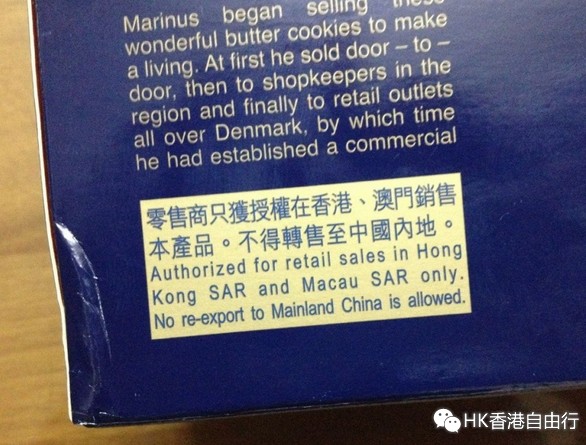 Marinus began selling these
wonderful butter cookies to make
a living. At first he sold door – to –
door, then to shopkeepers in the
region and finally to retail outlets
all over Denmark, by which time
he had established a commercial
零售商只獲授權在香港、澳門銷售
本產品。不得轉售至中國內地。
Authorized for retail sales in Hong
Kong SAR and Macau SAR only.
No re-export to Mainland China is allowed.
HK香港自由行